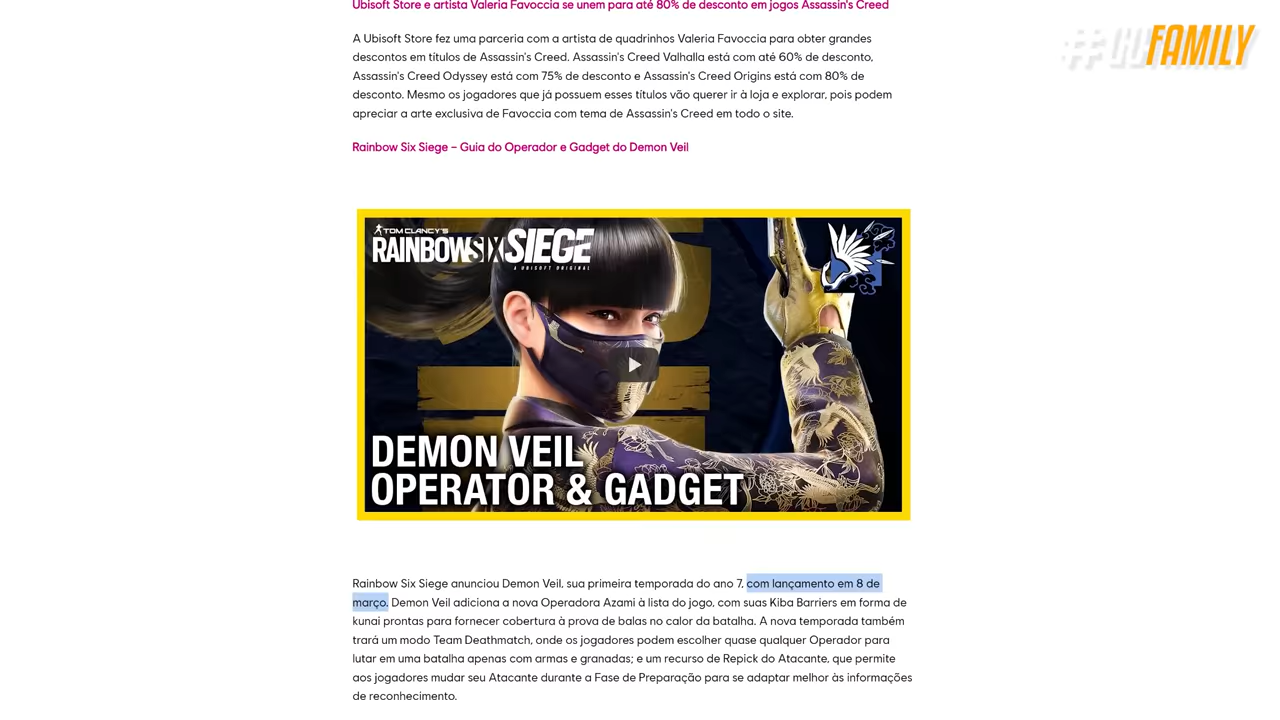 Ubisoft Store e artista Valeria Favoccia se unem para até 80% de desconto em jogos Assassin's Creed
#GUFAMILY
A Ubisoft Store fez uma parceria com a artista de quadrinhos Valeria Favoccia para obter grandes
descontos em títulos de Assassin's Creed. Assassin's Creed Valhalla está com até 60% de desconto,
Assassin's Creed Odyssey está com 75% de desconto e Assassin's Creed Origins está com 80% de
desconto. Mesmo os jogadores que já possuem esses títulos vão querer ir à loja e explorar, pois podem
apreciar a arte exclusiva de Favoccia com tema de Assassin's Creed em todo o site.
Rainbow Six Siege – Guia do Operador e Gadget do Demon Veil
TOM CLANCY'S
RAINBOWSIX SIEGE
A UBISOFT ORIGINAL
DEMON VEIL
OPERATOR & GADGET
Rainbow Six Siege anunciou Demon Veil, sua primeira temporada do ano 7, com lançamento em 8 de
março. Demon Veil adiciona a nova Operadora Azami à lista do jogo, com suas Kiba Barriers em forma de
kunai prontas para fornecer cobertura à prova de balas no calor da batalha. A nova temporada também
trará um modo Team Deathmatch, onde os jogadores podem escolher quase qualquer Operador para
lutar em uma batalha apenas com armas e granadas; e um recurso de Repick do Atacante, que permite
aos jogadores mudar seu Atacante durante a Fase de Preparação para se adaptar melhor às informações
de reconhecimento.